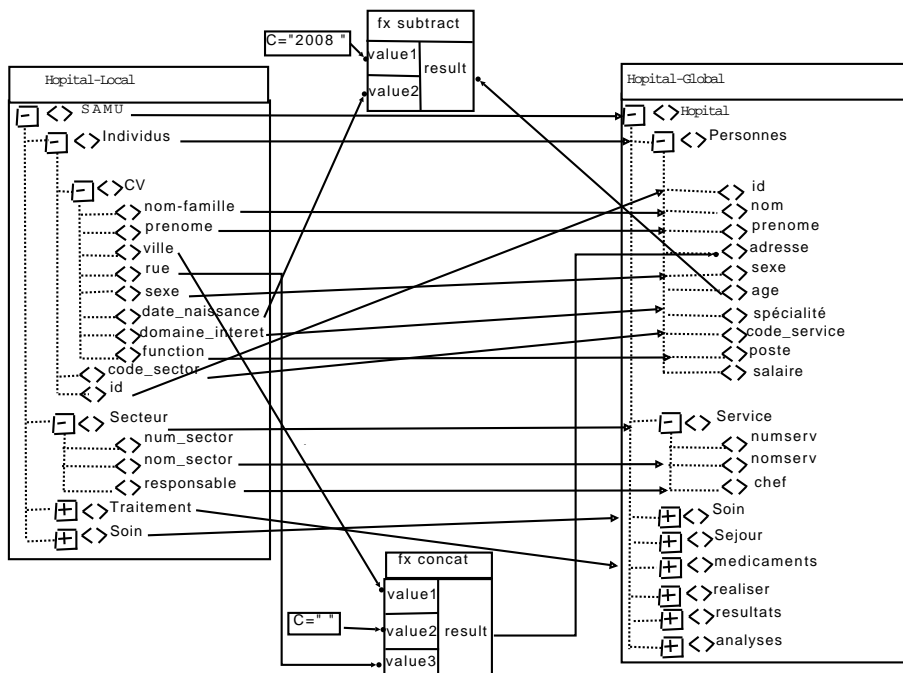 fx subtract
C="2008 "
value1
result
value2
Hopital-Local
SAMU
Individus
CV
nom-famille
prenome
ville
rue
sexe
date_naissance
domaine_interet
function
code_sector
id
Secteur
num_sector
nom_sector
responsable
Traitement
Soin
fx concat
value1
C=" "
value2
result
value3
Hopital-Global
Hopital
Personnes
id
nom
prenome
adresse
sexe
age
spécialité
code_service
poste
salaire
Service
numserv
nomserv
chef
Soin
Sejour
medicaments
realiser
resultats
analyses